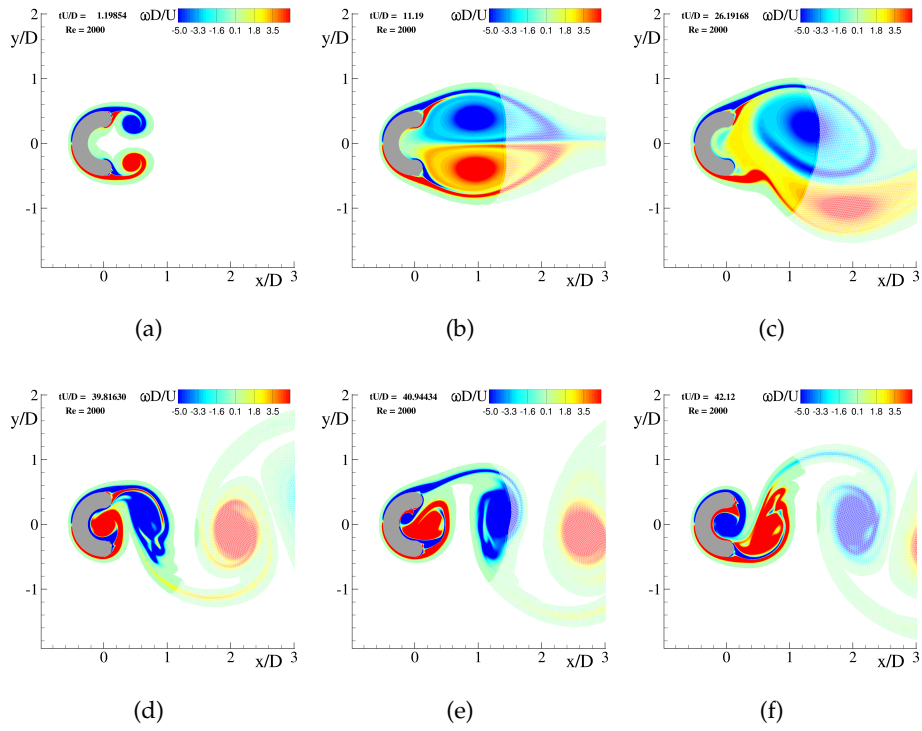 tU/D = 1.19854 ωD/U
Re = 2000 -5.0 -3.3 -1.6 0.1 1.8 3.5
y/D
2
1
0
-1
0 1 2 3
x/D
(a)
tU/D = 11.19 ωD/U
Re = 2000 -5.0 -3.3 -1.6 0.1 1.8 3.5
y/D
2
1
0
-1
0 1 2 3
x/D
(b)
tU/D = 26.19168 ωD/U
Re = 2000 -5.0 -3.3 -1.6 0.1 1.8 3.5
y/D
2
1
0
-1
0 1 2 3
x/D
(c)
tU/D = 39.81630 ωD/U
Re = 2000 -5.0 -3.3 -1.6 0.1 1.8 3.5
y/D
2
1
0
-1
0 1 2 3
x/D
(d)
tU/D = 40.94434 ωD/U
Re = 2000 -5.0 -3.3 -1.6 0.1 1.8 3.5
y/D
2
1
0
-1
0 1 2 3
x/D
(e)
tU/D = 42.12 ωD/U
Re = 2000 -5.0 -3.3 -1.6 0.1 1.8 3.5
y/D
2
1
0
-1
0 1 2 3
x/D
(f)